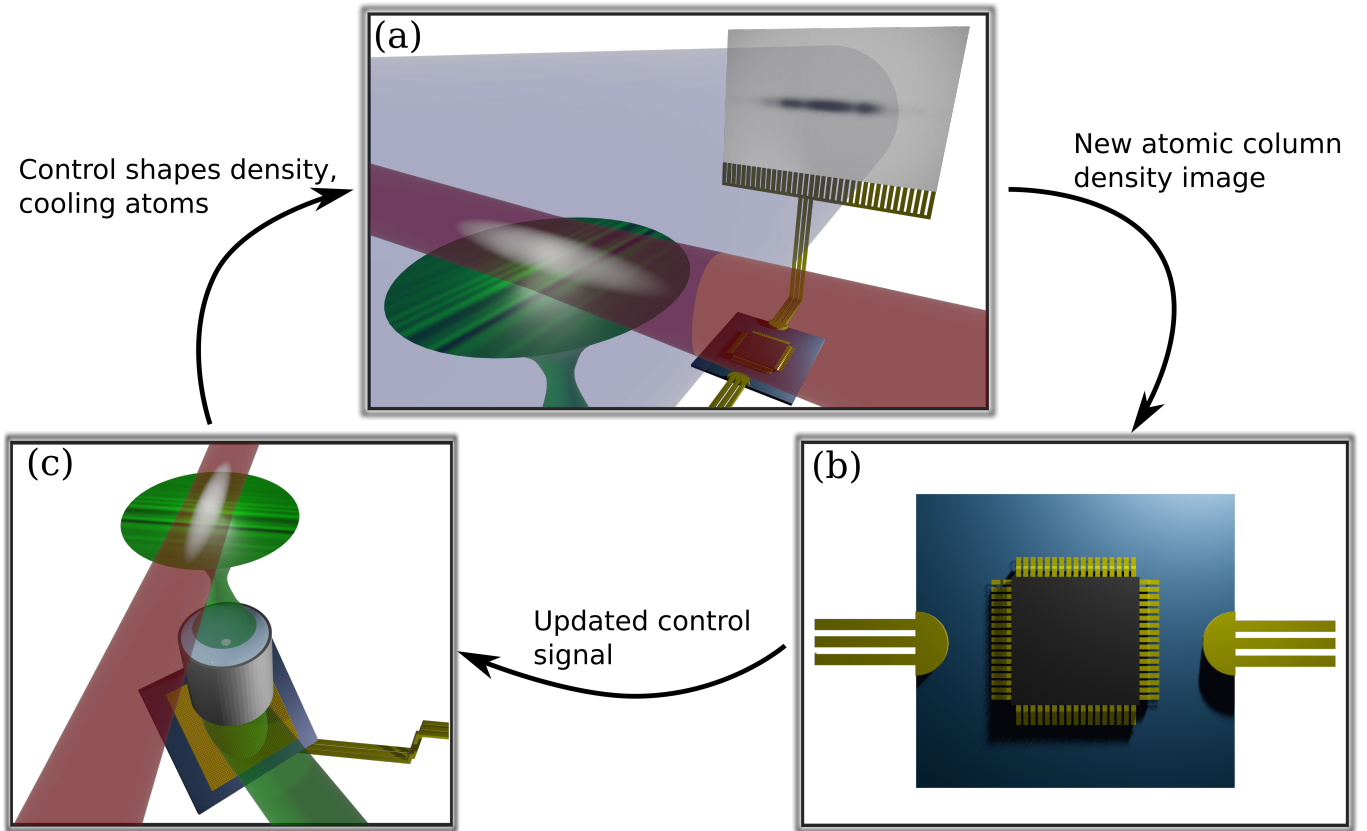 (a)
Control shapes density,
cooling atoms
New atomic column
density image
(c)
(b)
Updated control
signal